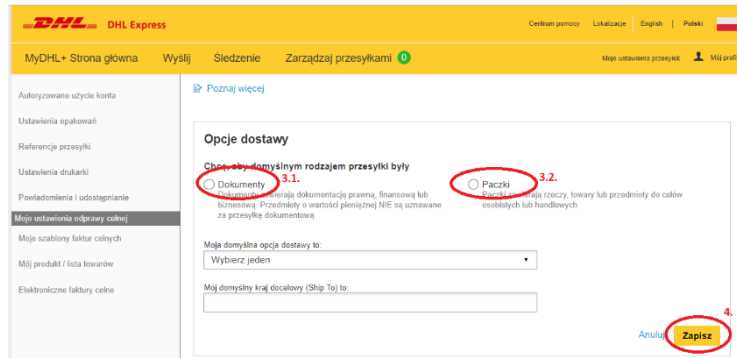 DHL DHL Express
Centrum pomocy Lokalizacje English | Polski
MyDHL+ Strona główna Wyślij Śledzenie Zarządzaj przesyłkami 0
Moje ustawienia przesyłek Mój profi
Autoryzowane użycie konta
Ustawienia opakowań
Referencje przesyłki
Ustawienia drukarki
Powiadomienia i udostępnianie
Moje ustawienia odprawy celnej
Moje szablony faktur celnych
Mój produkt / lista towarów
Elektroniczne faktury celne
Poznaj więcej
Opcje dostawy
Chcę, aby domyślnym rodzajem przesyłki były
Dokumenty 3.1.
Dokumenty zawierają dokumentację prawną, finansową lub
biznesową. Przedmioty o wartości pieniężnej NIE są uznawane
za przesyłkę dokumentową.
Paczki 3.2.
Paczki zawierają rzeczy, towary lub przedmioty do celów
osobistych lub handlowych
Moja domyślna opcja dostawy to:
Wybierz jeden
Mój domyślny kraj docelowy (Ship To) to:
4.
Anuluj Zapisz